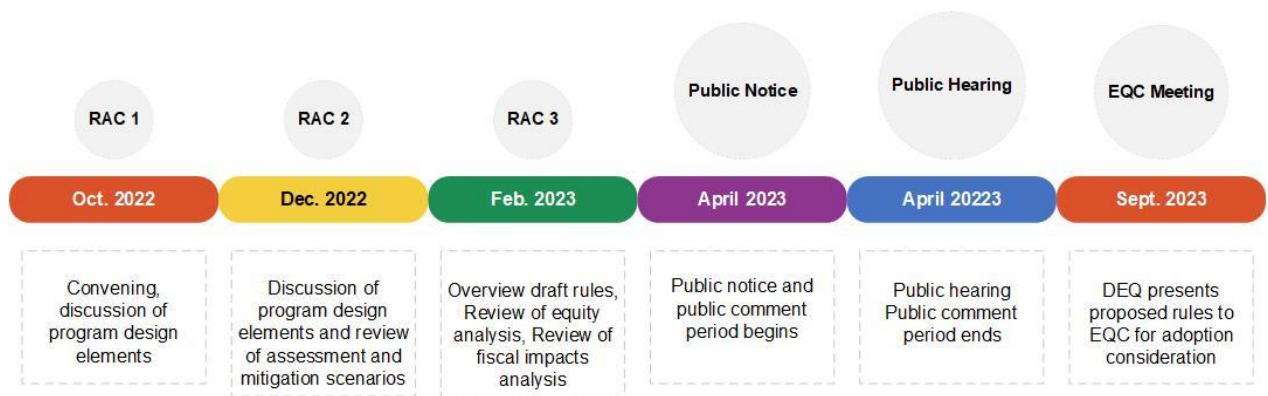 RAC 1
RAC 2
RAC 3
Public Notice
Public Hearing
EQC Meeting
Oct. 2022
Dec. 2022
Feb. 2023
April 2023
April 20223
Sept. 2023
Convening,
discussion of
program design
elements
Discussion of
program design
elements and review
of assessment and
mitigation scenarios
Overview draft rules,
Review of equity
analysis, Review of
fiscal impacts
analysis
Public notice and
public comment
period begins
Public hearing
Public comment
period ends
DEQ presents
proposed rules to
EQC for adoption
consideration